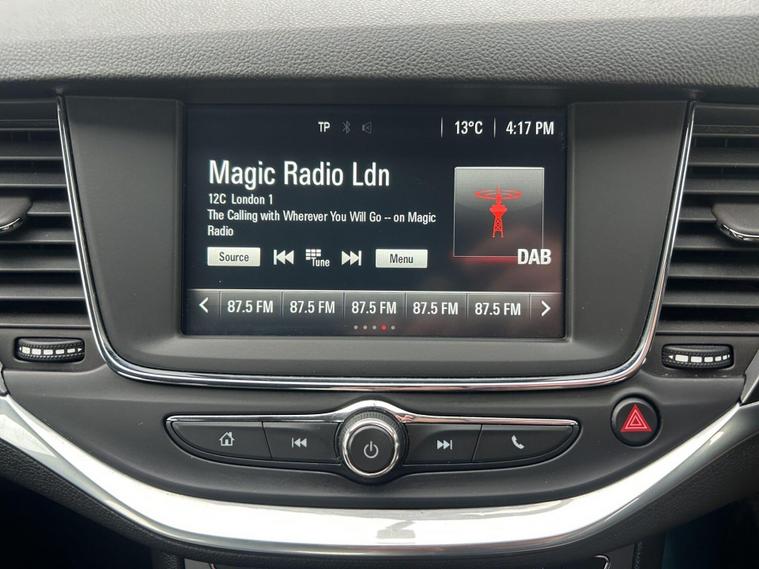 TP 13°C 4:17 PM
Magic Radio Ldn
12C London 1
The Calling with Wherever You Will Go -- on Magic
Radio
DAB
Source Tune Menu
87.5 FM 87.5 FM 87.5 FM 87.5 FM 87.5 FM